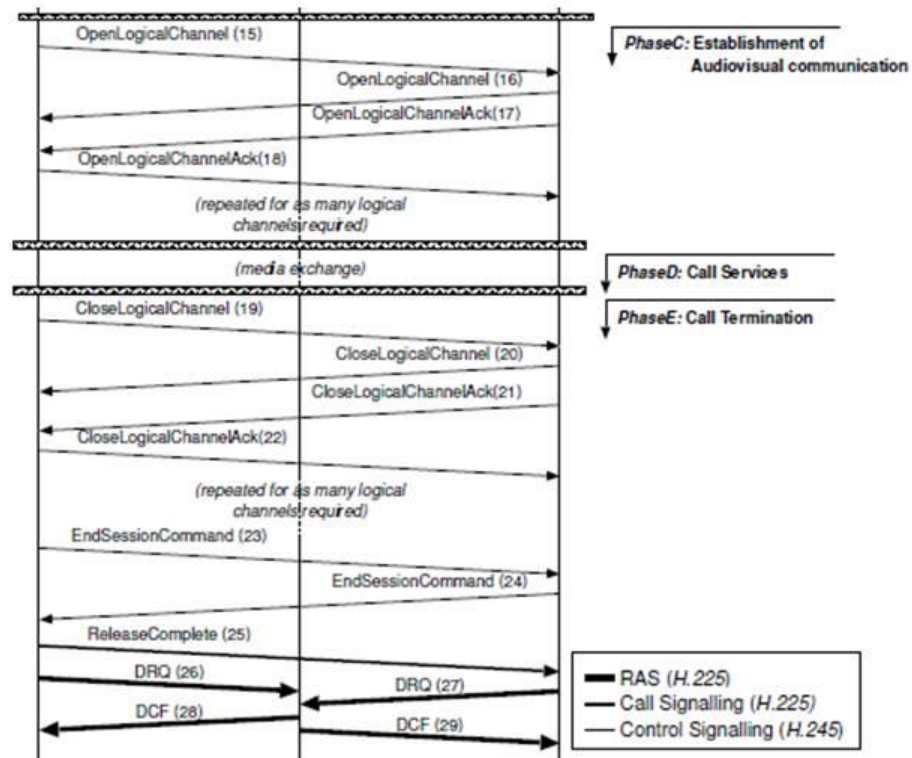 OpenLogicalChannel (15)
PhaseC: Establishment of
Audiovisual communication
OpenLogicalChannel (16)
OpenLogicalChannelAck(17)
OpenLogicalChannelAck(18)
(repeated for as many logical
channels required)
(media exchange)
PhaseD: Call Services
CloseLogicalChannel (19)
PhaseE: Call Termination
CloseLogicalChannel (20)
CloseLogicalChannelAck(21)
CloseLogicalChannelAck(22)
(repeated for as many logical
channels required)
EndSessionCommand (23)
EndSessionCommand (24)
ReleaseComplete (25)
DRQ (26)
DRQ (27)
DCF (28)
DCF (29)
RAS (H.225)
Call Signalling (H.225)
Control Signalling (H.245)